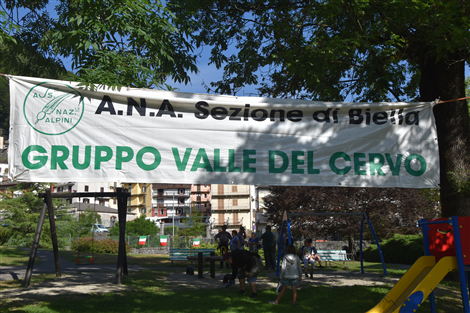 ASS.
NAZ.
ALPINI
A.N.A. Sezione di Biella
GRUPPO VALLE DEL CERVO